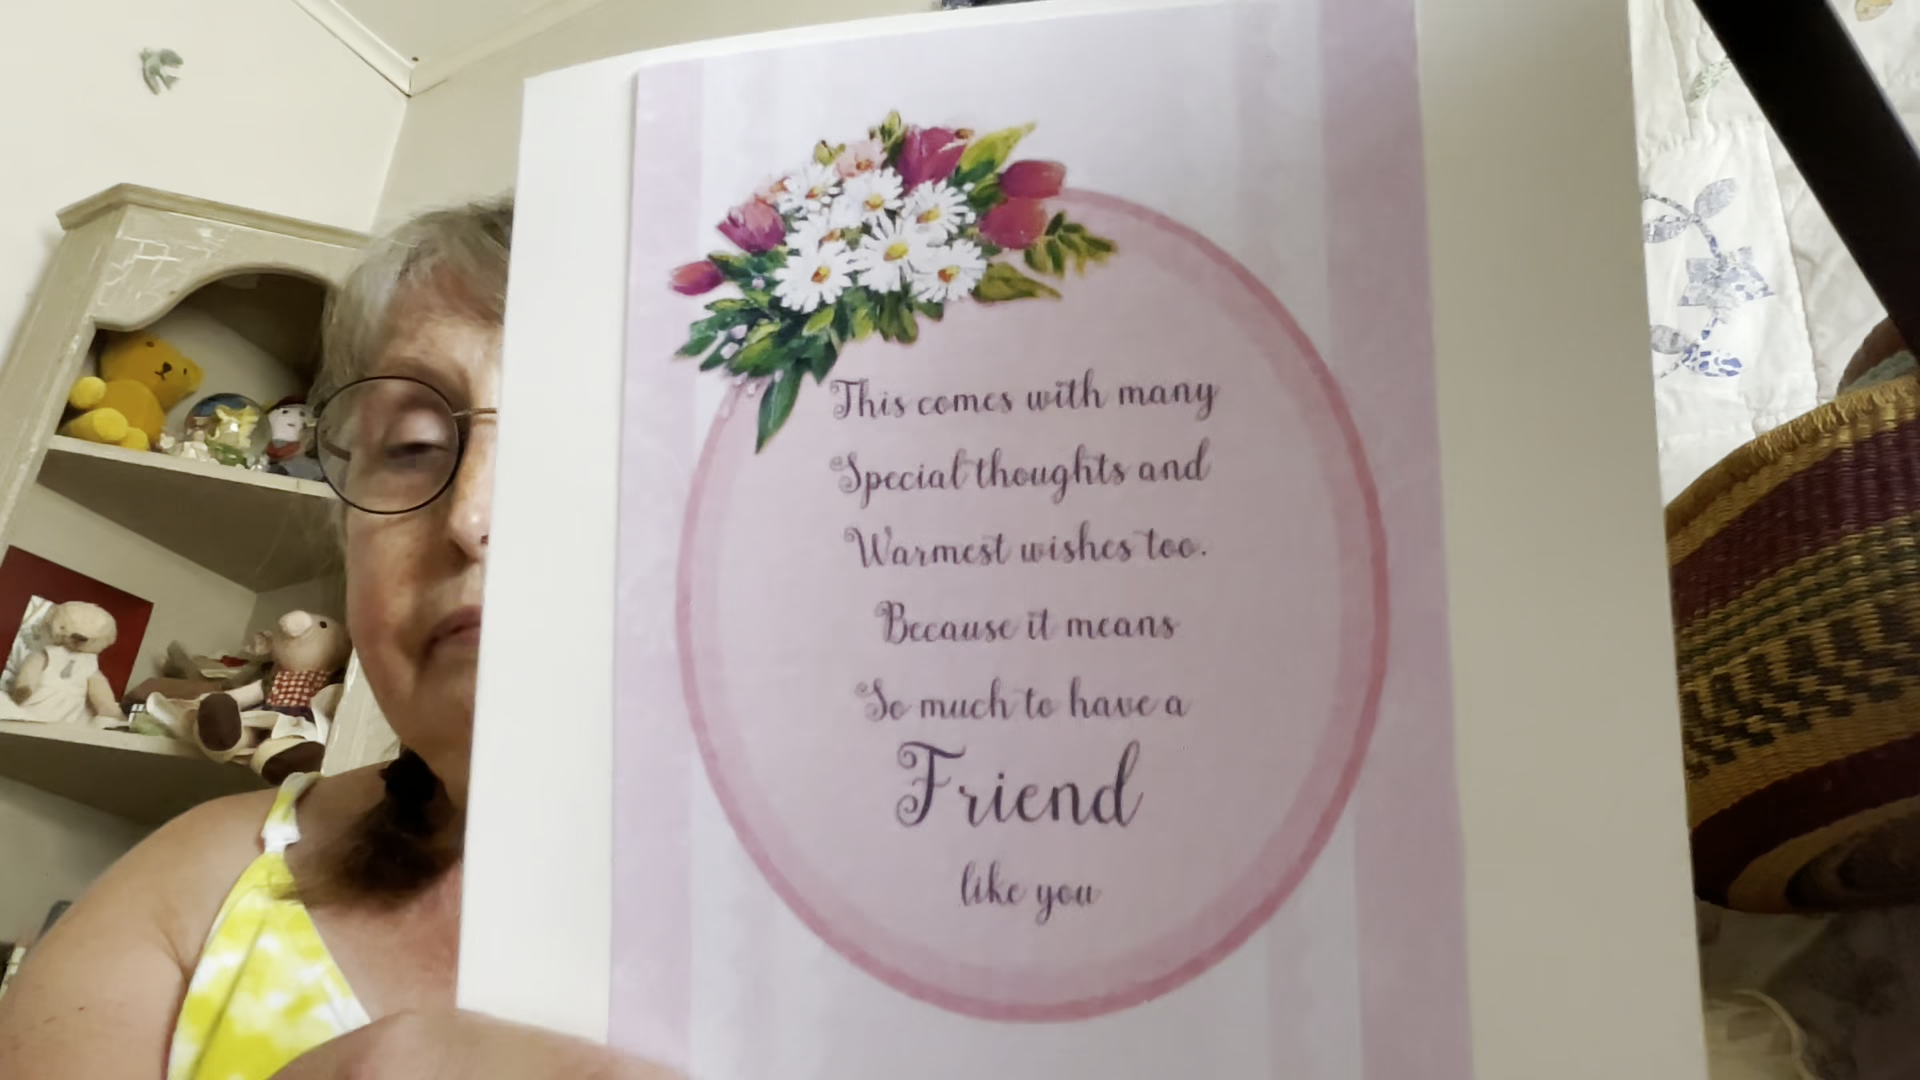 This comes with many
Special thoughts and
Warmest wishes too.
Because it means
So much to have a
Friend
like you